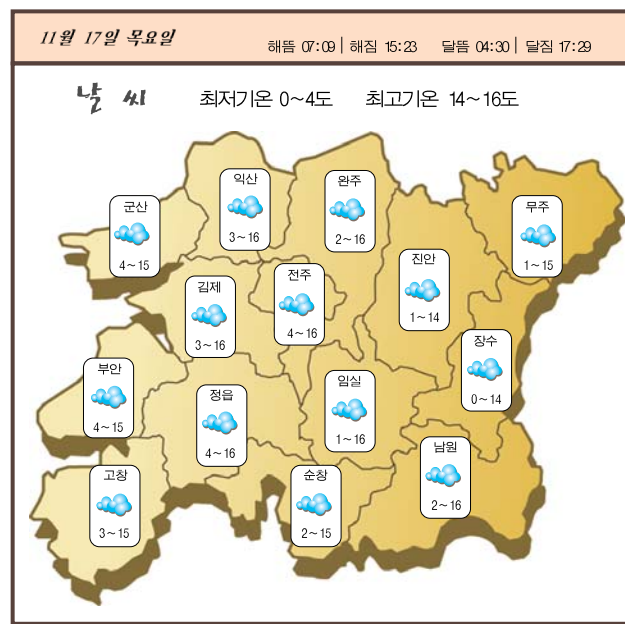 11월 17일 목요일
해뜸 07:09 | 해짐 15:23 달뜸 04:30 | 달짐 17:29
날 씨 최저기온 0~4도 최고기온 14~16도
군산
4~15
익산
3~16
완주
2~16
무주
1~15
김제
3~16
전주
4~16
진안
1~14
장수
0~14
부안
4~15
정읍
4~16
임실
1~16
남원
2~16
고창
3~15
순창
2~15